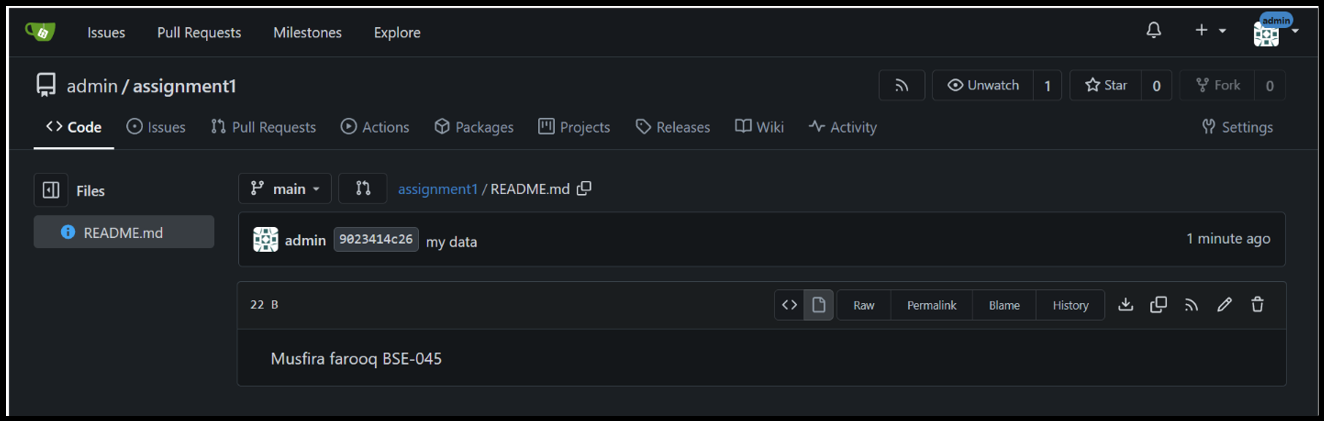 Issues Pull Requests Milestones Explore admin
admin / assignment1 Unwatch 1 Star 0 Fork 0
Code Issues Pull Requests Actions Packages Projects Releases Wiki Activity Settings
Files main assignment1 / README.md
README.md
admin 9023414c26 my data 1 minute ago
22 B Raw Permalink Blame History
Musfira farooq BSE-045